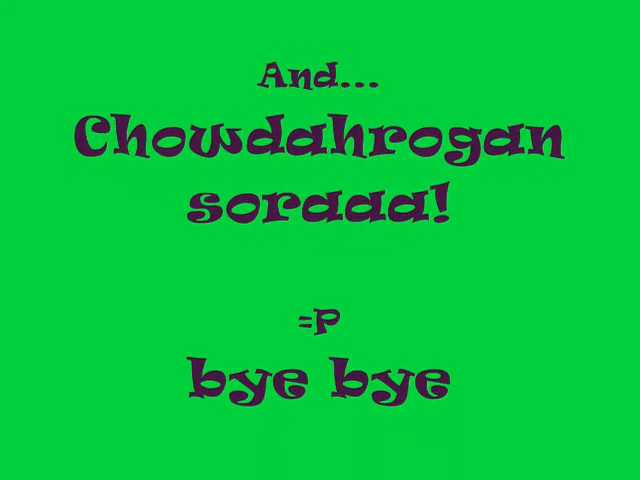 And...
Chowdahrogan
soraaa!
=P
bye bye